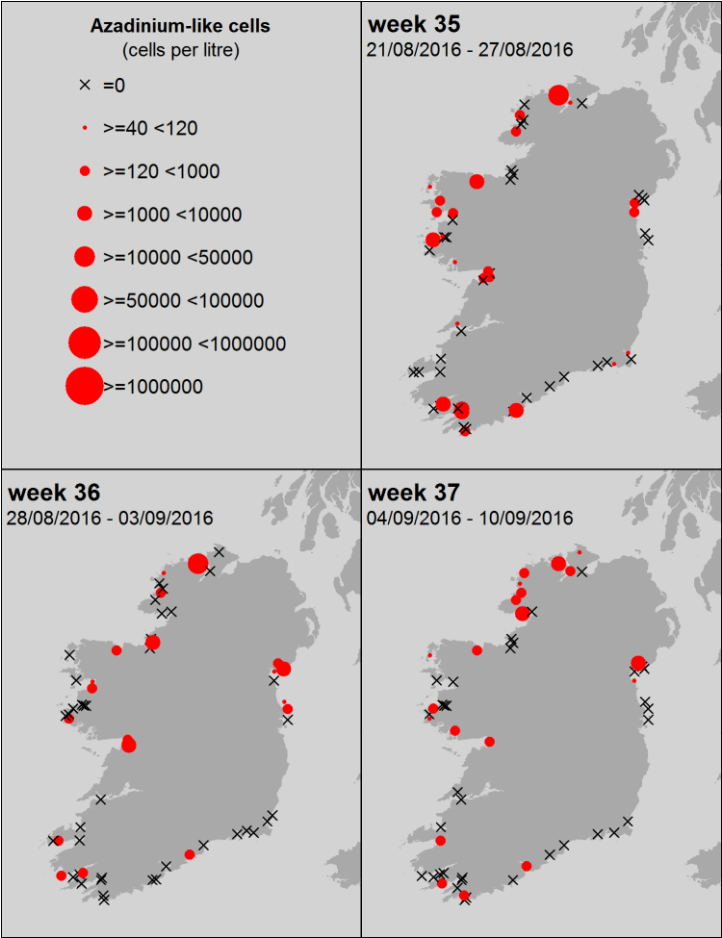 Azadinium-like cells
(cells per litre)
=0
>=40 <120
>=120 <1000
>=1000 <10000
>=10000 <50000
>=50000 <100000
>=100000 <1000000
>=1000000
week 35
21/08/2016 - 27/08/2016
week 36
28/08/2016 - 03/09/2016
week 37
04/09/2016 - 10/09/2016